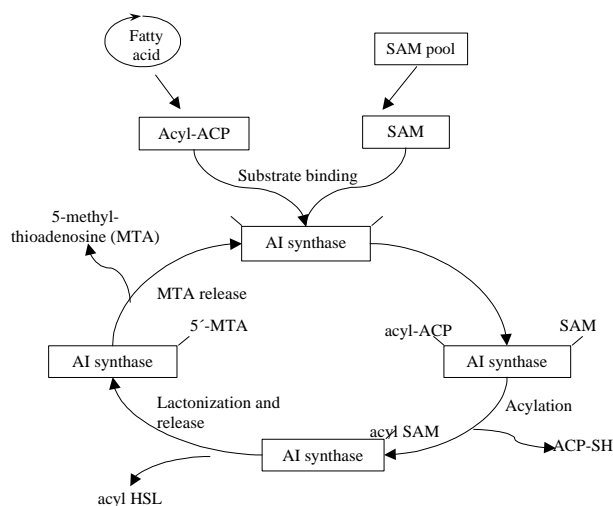 Fatty
acid
SAM pool
Acyl-ACP
SAM
Substrate binding
5-methyl-
thioadenosine (MTA)
AI synthase
MTA release
5´-MTA
acyl-ACP
SAM
AI synthase
AI synthase
Lactonization and
release
Acylation
acyl SAM
ACP-SH
AI synthase
acyl HSL